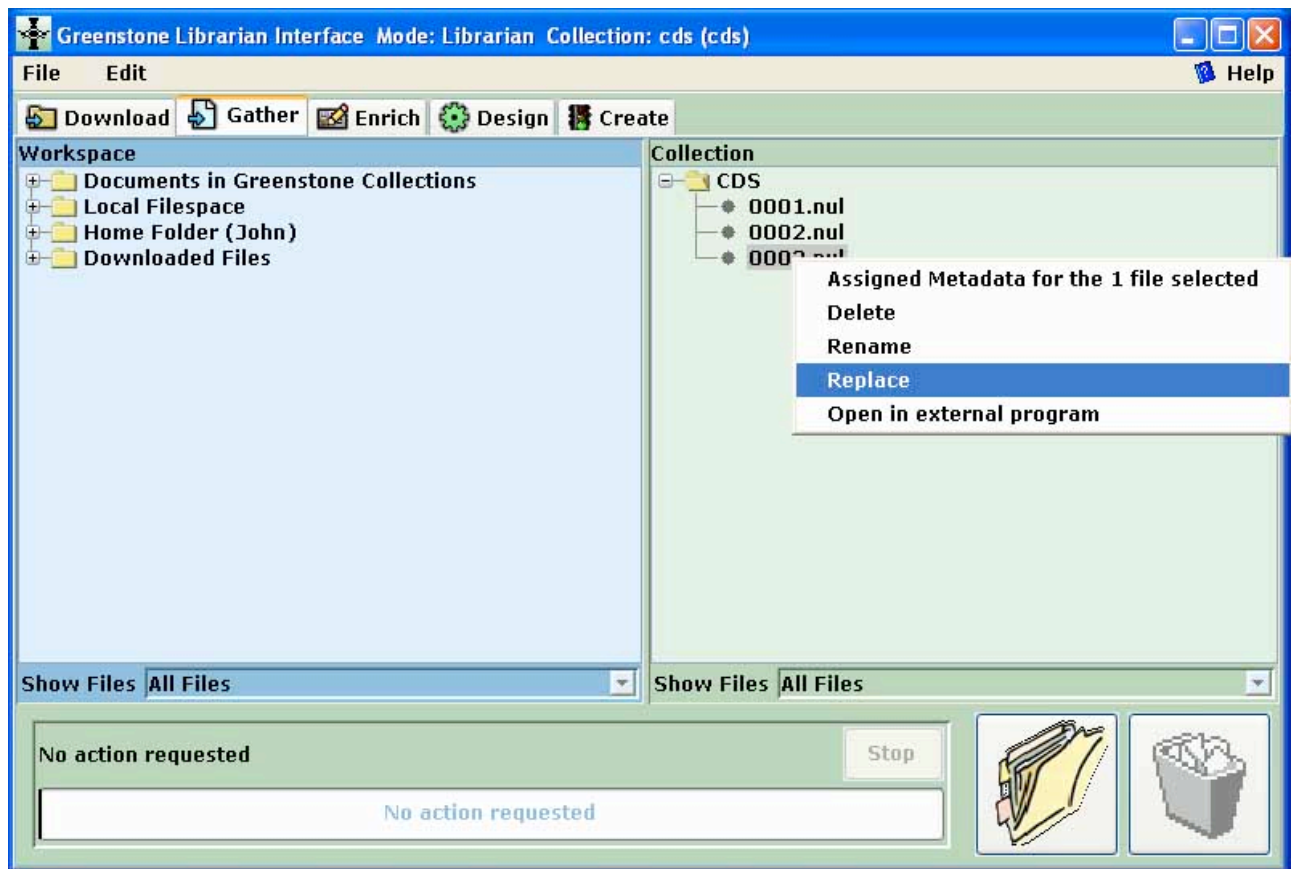 Greenstone Librarian Interface Mode: Librarian Collection: cds (cds)
File Edit Help
Download Gather Enrich Design Create
Workspace
Documents in Greenstone Collections
Local Filespace
Home Folder (John)
Downloaded Files
Show Files All Files
Collection
CDS
0001.nul
0002.nul
0003.nul
Assigned Metadata for the 1 file selected
Delete
Rename
Replace
Open in external program
Show Files All Files
No action requested
Stop
No action requested